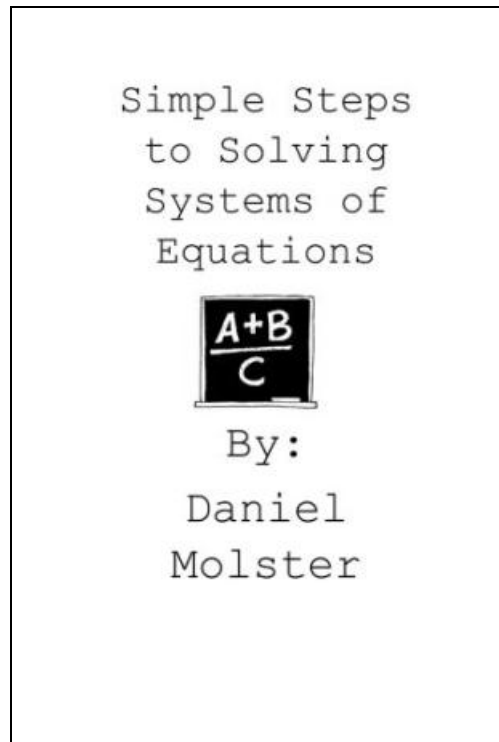 Simple Steps
to Solving
Systems of
Equations
A+B
C
By:
Daniel
Molster